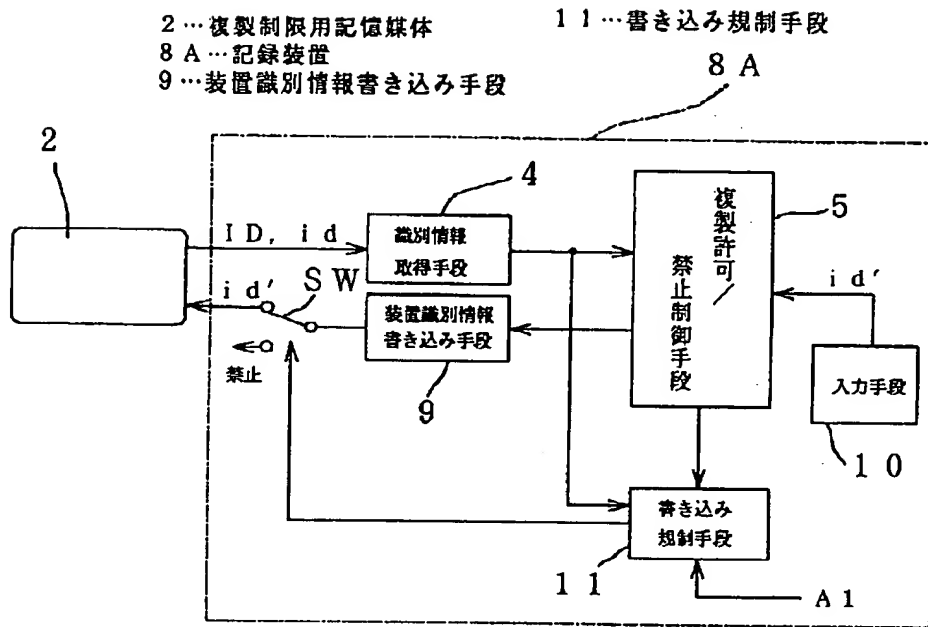 2…複製制限用記憶媒体
8A…記録装置
9…装置識別情報書き込み手段
11…書き込み規制手段
8A
2
4
ID, id
識別情報
取得手段
複製許可/
禁止制御手段
5
id′
SW
装置識別情報
書き込み手段
id′
禁止
9
入力手段
10
書き込み
規制手段
11
A1